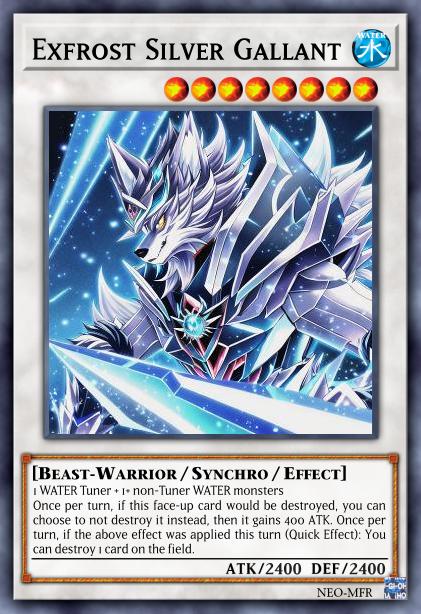 EXFROST SILVER GALLANT
WATER
水
[BEAST-WARRIOR / SYNCHRO / EFFECT]
1 WATER Tuner + 1+ non-Tuner WATER monsters
Once per turn, if this face-up card would be destroyed, you can
choose to not destroy it instead, then it gains 400 ATK. Once per
turn, if the above effect was applied this turn (Quick Effect): You
can destroy 1 card on the field.
ATK/2400 DEF/2400
NEO-MFR